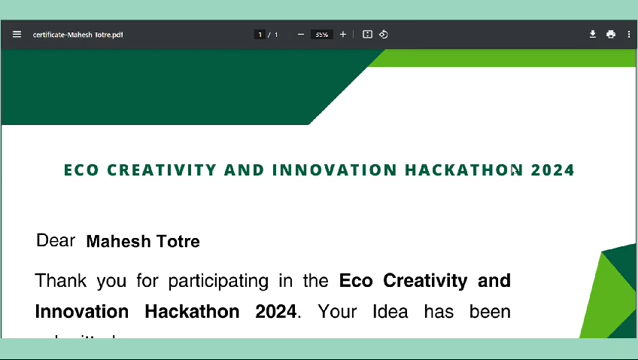 certificate-Mahesh Totre.pdf
1 / 1
35%
ECO CREATIVITY AND INNOVATION HACKATHON 2024
Dear Mahesh Totre
Thank you for participating in the Eco Creativity and
Innovation Hackathon 2024. Your Idea has been